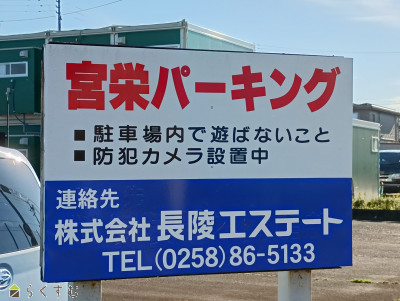 宮栄パーキング
■ 駐車場内で遊ばないこと
■ 防犯カメラ設置中
連絡先
株式会社 長陵エステート
TEL(0258)86-5133
らくすむ